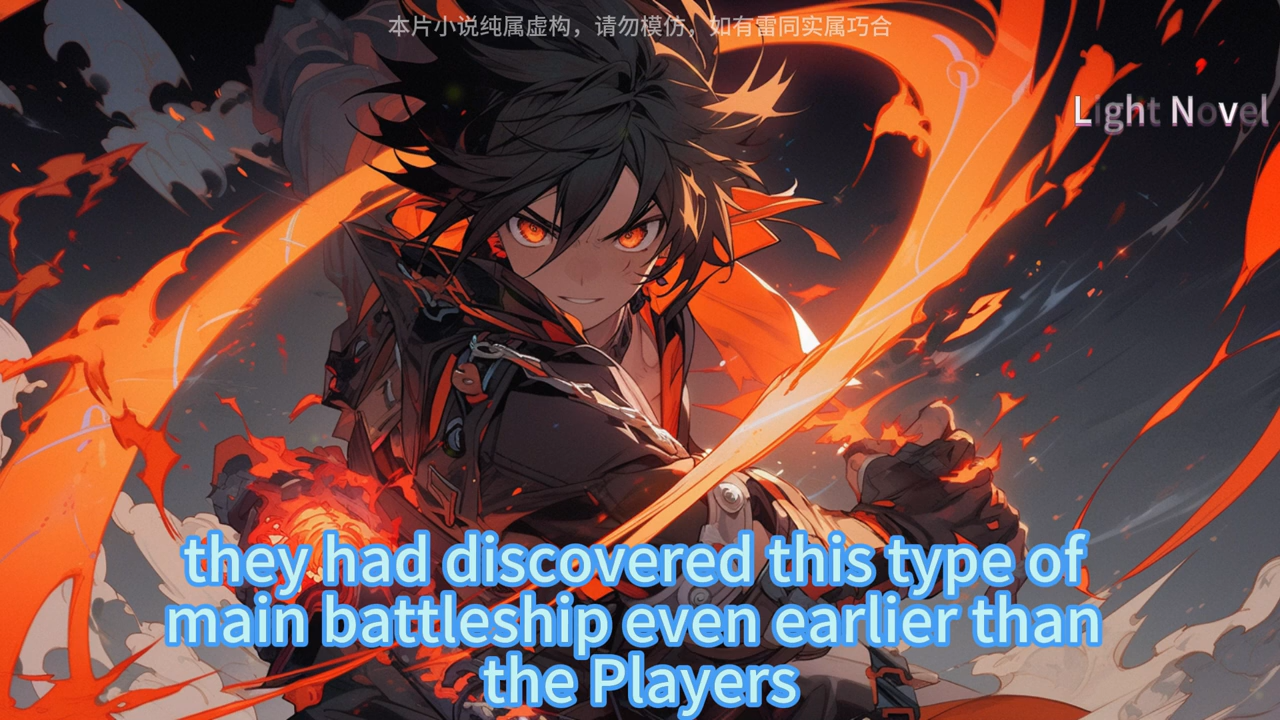 本片小说纯属虚构，请勿模仿，如有雷同实属巧合
Light Novel
they had discovered this type of
main battleship even earlier than
the Players